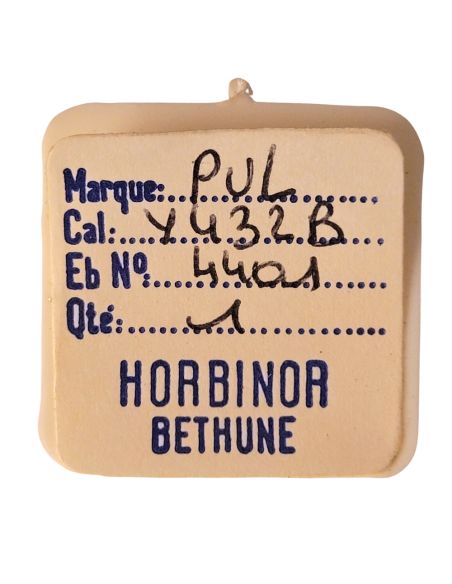 Marque: PUL
Cal: Y432B
Eb Nº: 4401
Qté: 1
HORBINOR
BETHUNE